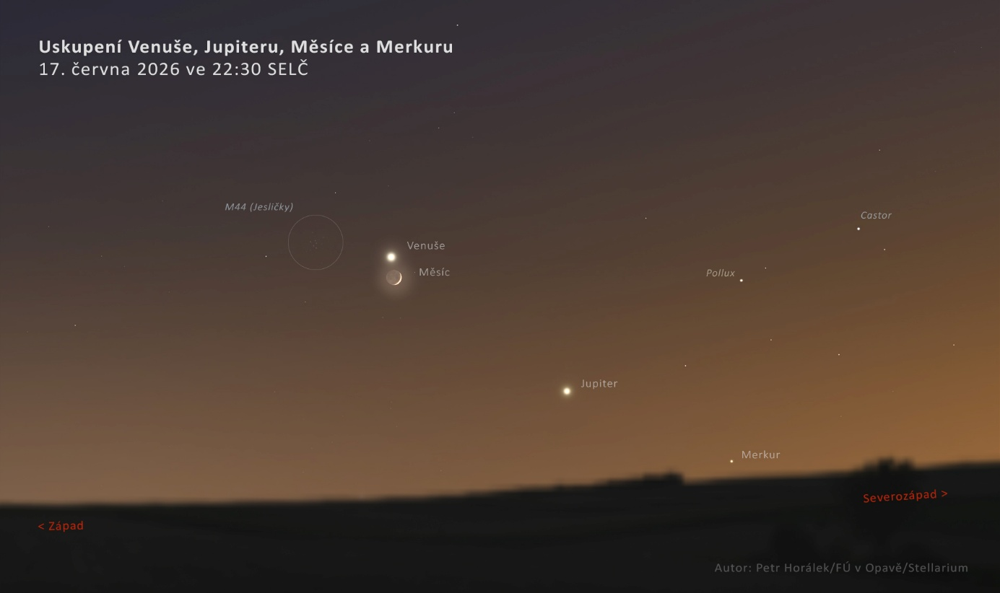 Uskupení Venuše, Jupiteru, Měsíce a Merkuru
17. června 2026 ve 22:30 SELČ
M44 (Jesličky)
Castor
Venuše
Měsíc
Pollux
Jupiter
Merkur
Severozápad >
< Západ
Autor: Petr Horálek/FÚ v Opavě/Stellarium